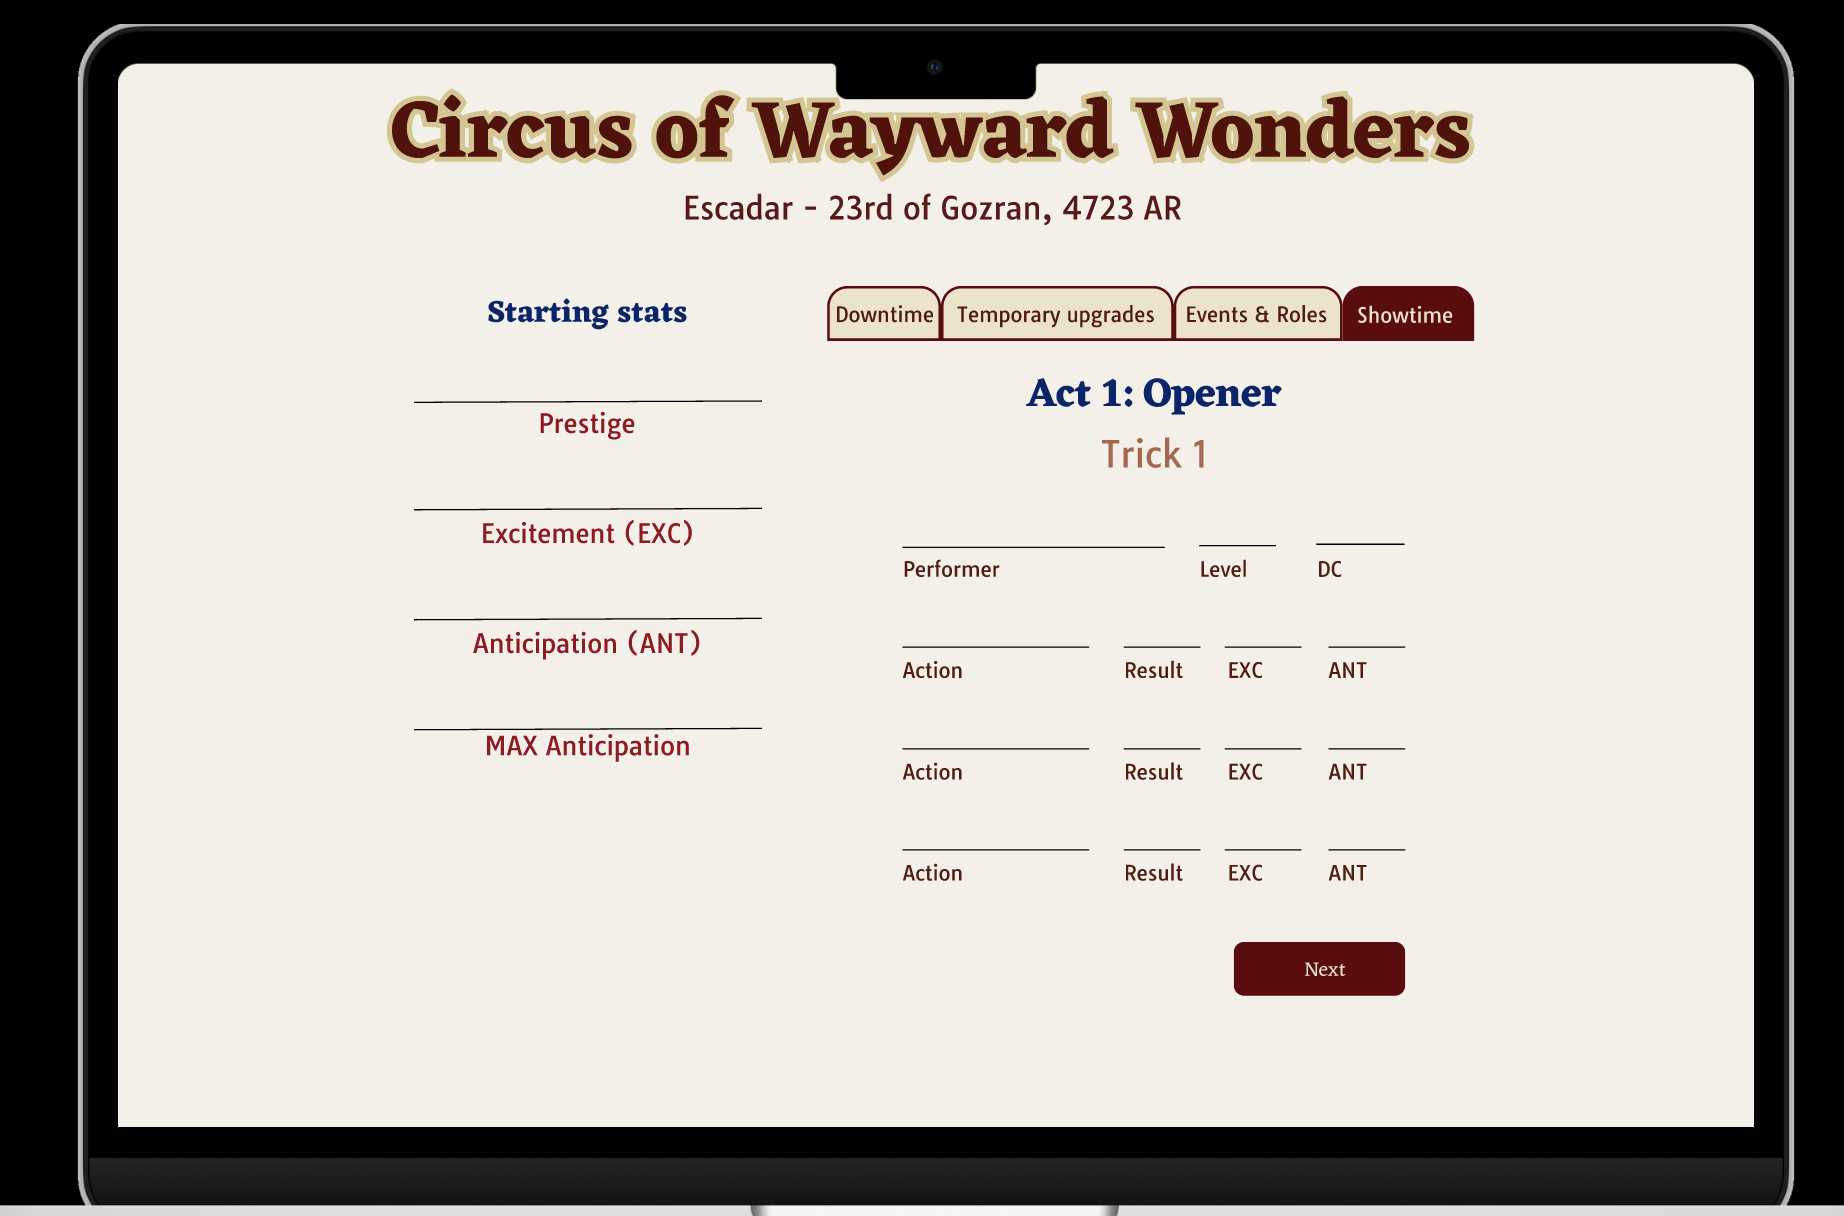 Circus of Wayward Wonders
Escadar - 23rd of Gozran, 4723 AR
Starting stats
Prestige
Excitement (EXC)
Anticipation (ANT)
MAX Anticipation
Downtime Temporary upgrades Events & Roles Showtime
Act 1: Opener
Trick 1
Performer Level DC
Action Result EXC ANT
Action Result EXC ANT
Action Result EXC ANT
Next